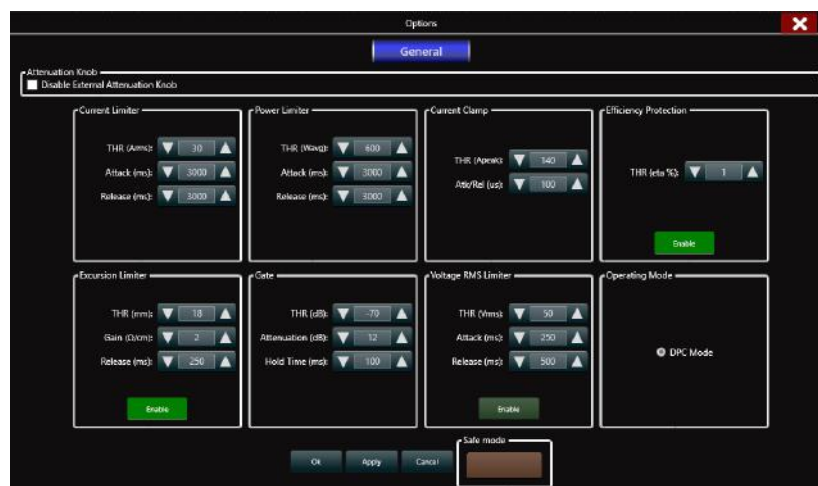 Options
General
Attenuation Knob
Disable External Attenuation Knob
Current Limiter
THR (Arms): 30
Attack (ms): 3000
Release (ms): 3000
Power Limiter
THR (Wavg): 600
Attack (ms): 3000
Release (ms): 3000
Current Clamp
THR (Apeak): 140
Atk/Rel (us): 100
Efficiency Protection
THR (eta %): 1
Enable
Excursion Limiter
THR (mm): 18
Gain (Ω/cm): 2
Release (ms): 250
Enable
Gate
THR (dB): -70
Attenuation (dB): 12
Hold Time (ms): 100
Voltage RMS Limiter
THR (Vrms): 50
Attack (ms): 250
Release (ms): 500
Enable
Operating Mode
DPC Mode
Ok
Apply
Cancel
Safe mode